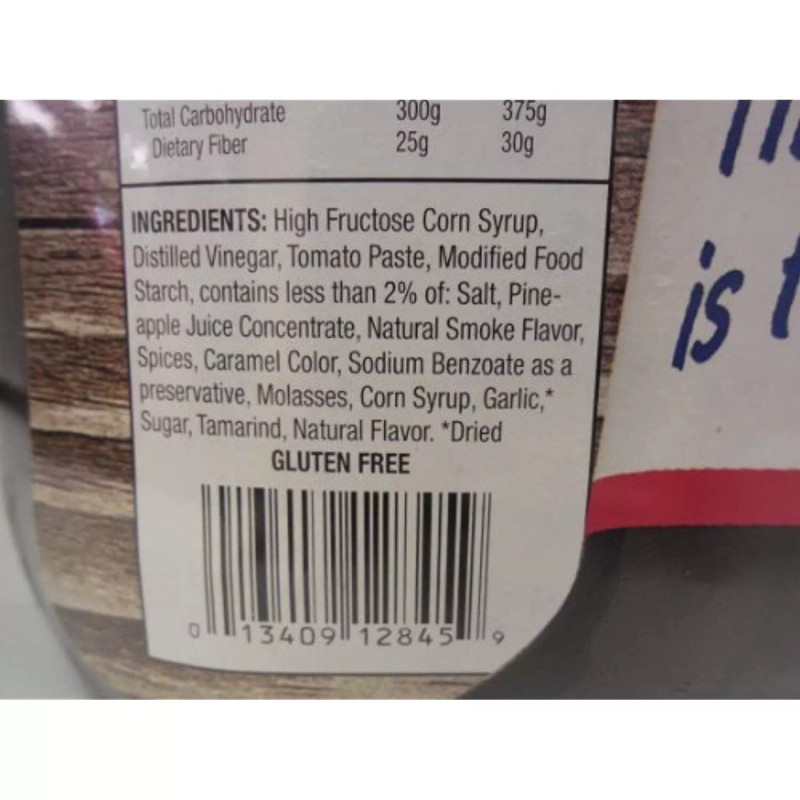 Total Carbohydrate 300g 375g
Dietary Fiber 25g 30g
INGREDIENTS: High Fructose Corn Syrup,
Distilled Vinegar, Tomato Paste, Modified Food
Starch, contains less than 2% of: Salt, Pine-
apple Juice Concentrate, Natural Smoke Flavor,
Spices, Caramel Color, Sodium Benzoate as a
preservative, Molasses, Corn Syrup, Garlic,*
Sugar, Tamarind, Natural Flavor. *Dried
GLUTEN FREE
0 13409 12845 9
is